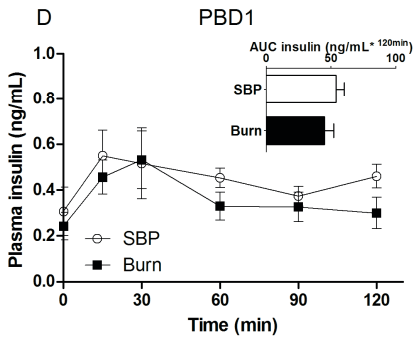 D
PBD1
AUC insulin (ng/mL* 120min)
0 50 100
SBP
Burn
Plasma insulin (ng/mL)
1.0
0.8
0.6
0.4
0.2
0.0
SBP
Burn
0 30 60 90 120
Time (min)